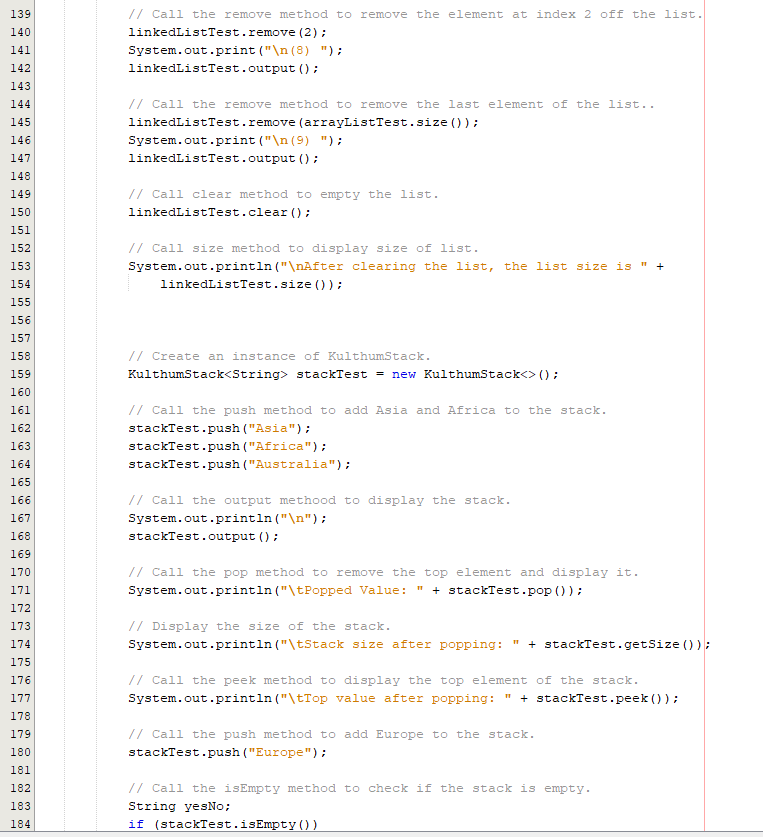 139 // Call the remove method to remove the element at index 2 off the list.
140 linkedListTest.remove(2);
141 System.out.print("\n(8) ");
142 linkedListTest.output();
143
144 // Call the remove method to remove the last element of the list..
145 linkedListTest.remove(arrayListTest.size());
146 System.out.print("\n(9) ");
147 linkedListTest.output();
148
149 // Call clear method to empty the list.
150 linkedListTest.clear();
151
152 // Call size method to display size of list.
153 System.out.println("\nAfter clearing the list, the list size is " +
154 linkedListTest.size());
155
156
157
158 // Create an instance of KulthumStack.
159 KulthumStack<String> stackTest = new KulthumStack<>();
160
161 // Call the push method to add Asia and Africa to the stack.
162 stackTest.push("Asia");
163 stackTest.push("Africa");
164 stackTest.push("Australia");
165
166 // Call the output methood to display the stack.
167 System.out.println("\n");
168 stackTest.output();
169
170 // Call the pop method to remove the top element and display it.
171 System.out.println("\tPopped Value: " + stackTest.pop());
172
173 // Display the size of the stack.
174 System.out.println("\tStack size after popping: " + stackTest.getSize());
175
176 // Call the peek method to display the top element of the stack.
177 System.out.println("\tTop value after popping: " + stackTest.peek());
178
179 // Call the push method to add Europe to the stack.
180 stackTest.push("Europe");
181
182 // Call the isEmpty method to check if the stack is empty.
183 String yesNo;
184 if (stackTest.isEmpty())